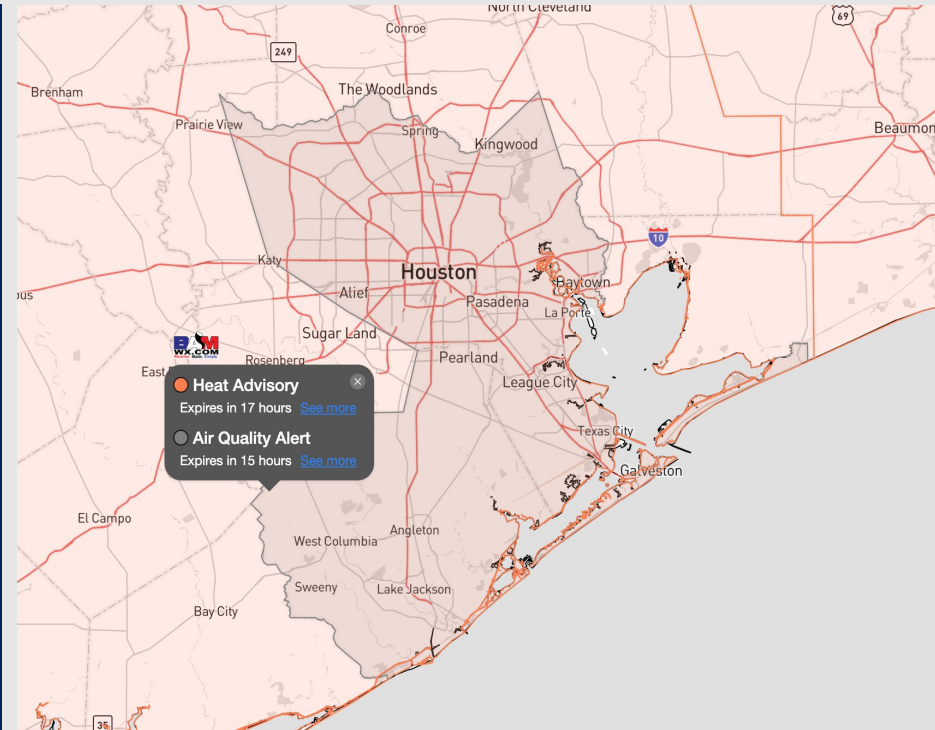 North Cleveland
69
Conroe
249
Brenham
The Woodlands
Prairie View
Spring
Kingwood
Beaumon
10
Katy
Houston
Baytown
Alief
Pasadena
La Porte
Sugar Land
BAM
WX.COM
Rosenberg
Pearland
East
League City
Heat Advisory
Expires in 17 hours See more
Air Quality Alert
Expires in 15 hours See more
Texas City
Galveston
El Campo
Angleton
West Columbia
Sweeny
Lake Jackson
Bay City
35